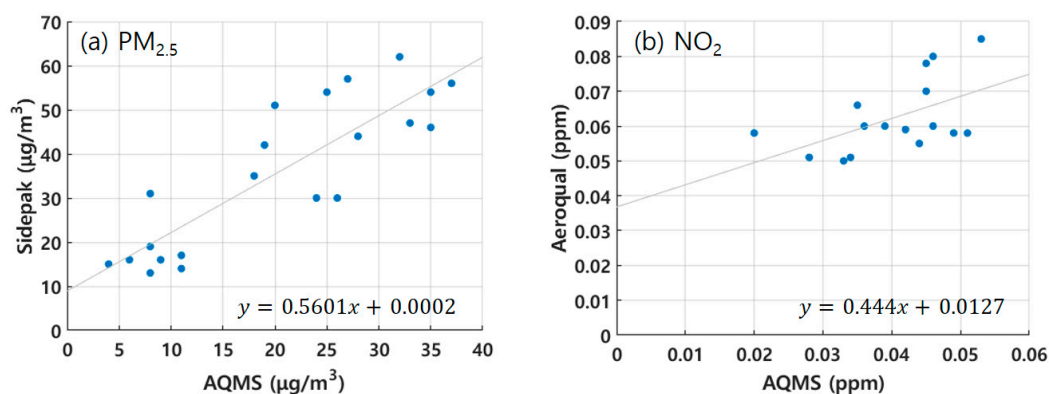 (a) PM2.5
Sidepak (μg/m³)
70
60
50
40
30
20
10
0
y = 0.5601x + 0.0002
0 5 10 15 20 25 30 35 40
AQMS (μg/m³)
(b) NO2
Aeroqual (ppm)
0.09
0.08
0.07
0.06
0.05
0.04
0.03
0.02
0.01
0
y = 0.444x + 0.0127
0 0.01 0.02 0.03 0.04 0.05 0.06
AQMS (ppm)